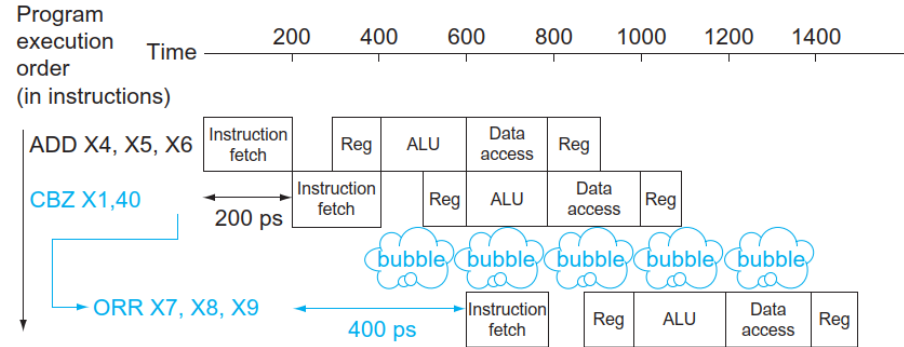 Program
execution
order
(in instructions)
Time
200 400 600 800 1000 1200 1400
ADD X4, X5, X6
Instruction
fetch
Reg
ALU
Data
access
Reg
CBZ X1,40
200 ps
Instruction
fetch
Reg
ALU
Data
access
Reg
bubble bubble bubble bubble bubble
ORR X7, X8, X9
400 ps
Instruction
fetch
Reg
ALU
Data
access
Reg